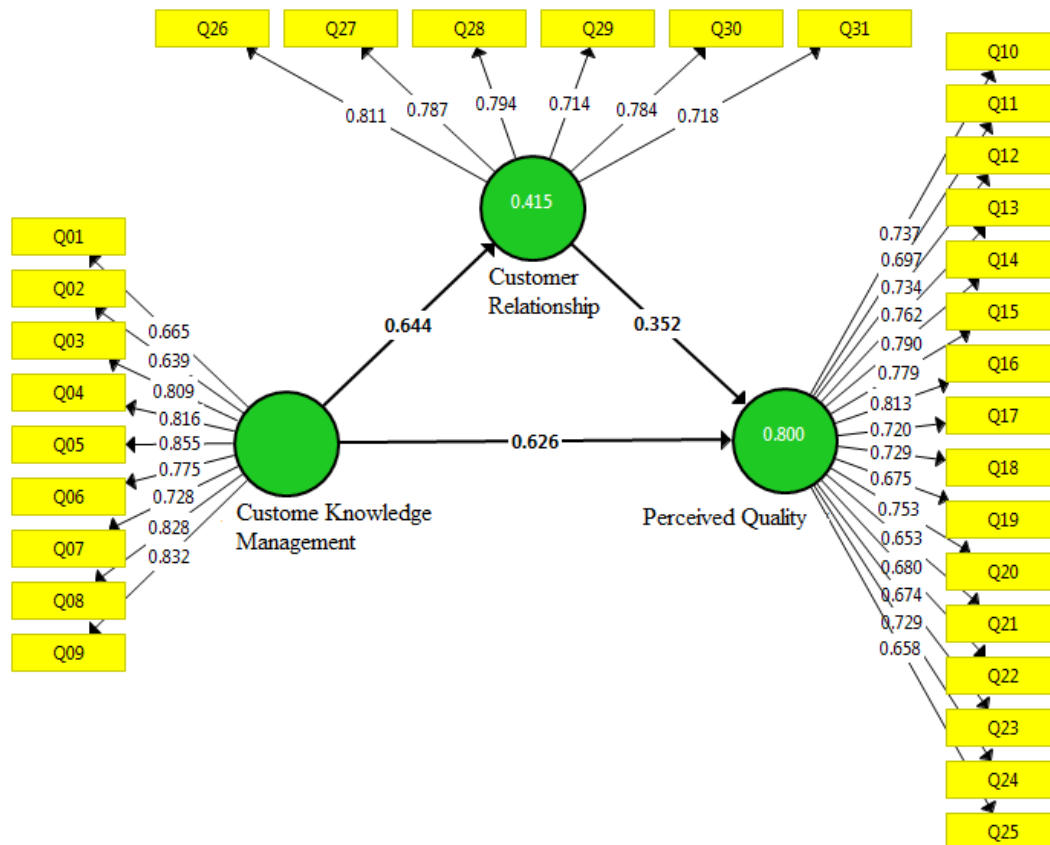 Q26
Q27
Q28
Q29
Q30
Q31
0.811
0.787
0.794
0.714
0.784
0.718
0.415
Customer
Relationship
Q01
Q02
Q03
Q04
Q05
Q06
Q07
Q08
Q09
0.665
0.639
0.809
0.816
0.855
0.775
0.728
0.828
0.832
Custome Knowledge
Management
0.644
0.352
0.626
0.800
Perceived Quality
0.737
0.697
0.734
0.762
0.790
0.779
0.813
0.720
0.729
0.675
0.753
0.653
0.680
0.674
0.729
0.658
Q10
Q11
Q12
Q13
Q14
Q15
Q16
Q17
Q18
Q19
Q20
Q21
Q22
Q23
Q24
Q25